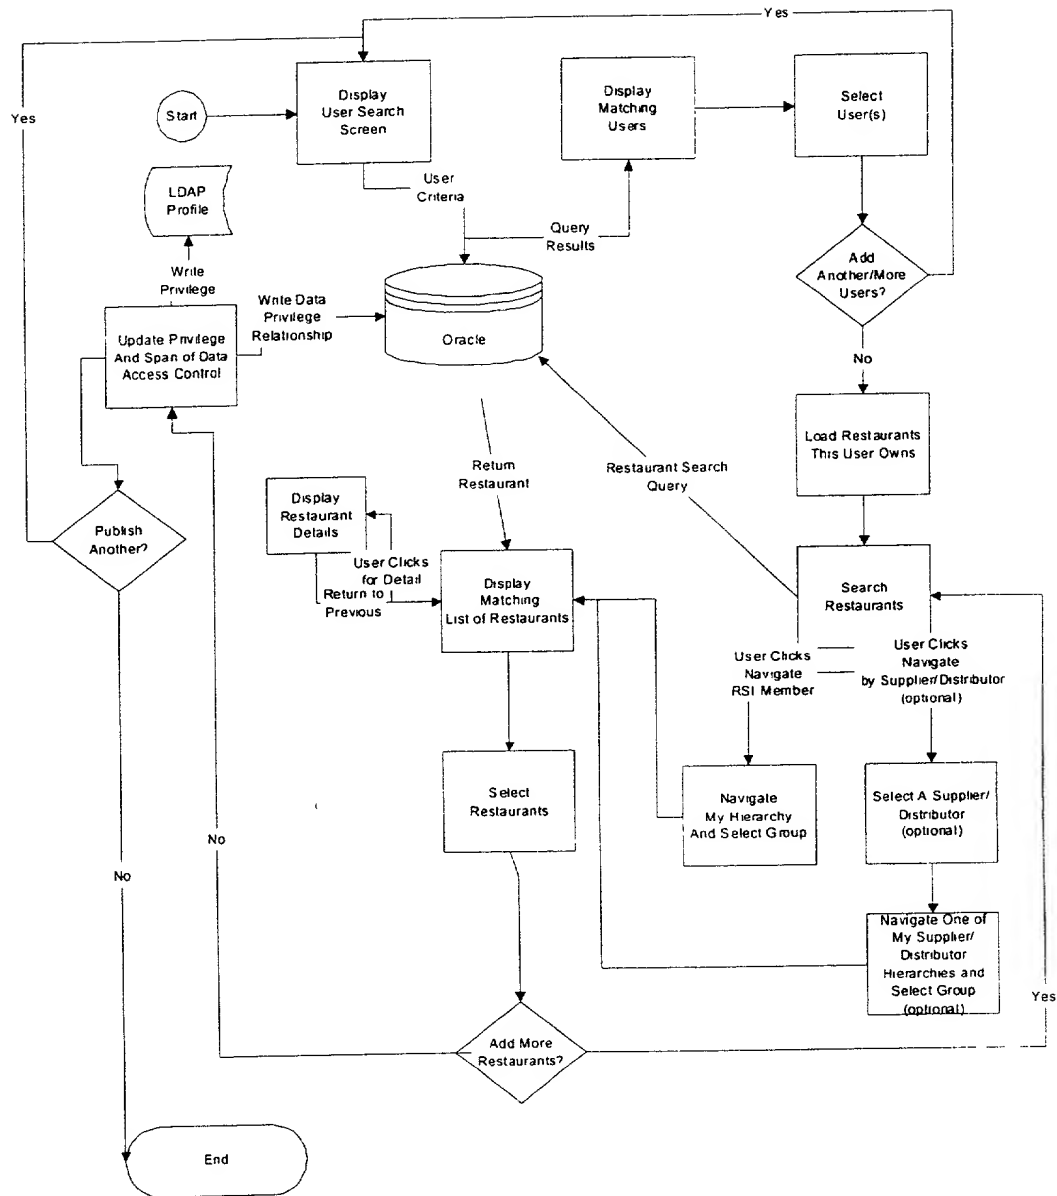 Yes
Yes
Start
Display
User Search
Screen
Display
Matching
Users
Select
User(s)
LDAP
Profile
User
Criteria
Query
Results
Add
Another/More
Users?
Write
Privilege
Write Data
Privilege
Relationship
Oracle
Update Privilege
And Span of Data
Access Control
No
Load Restaurants
This User Owns
Return
Restaurant
Restaurant Search
Query
Display
Restaurant
Details
Publish
Another?
User Clicks
for Detail
Return to
Previous
Display
Matching
List of Restaurants
Search
Restaurants
User Clicks
Navigate
RSI Member
User Clicks
Navigate
by Supplier/Distributor
(optional)
Select
Restaurants
Navigate
My Hierarchy
And Select Group
Select A Supplier/
Distributor
(optional)
No
No
Navigate One of
My Supplier/
Distributor
Hierarchies and
Select Group
(optional)
Yes
Add More
Restaurants?
End